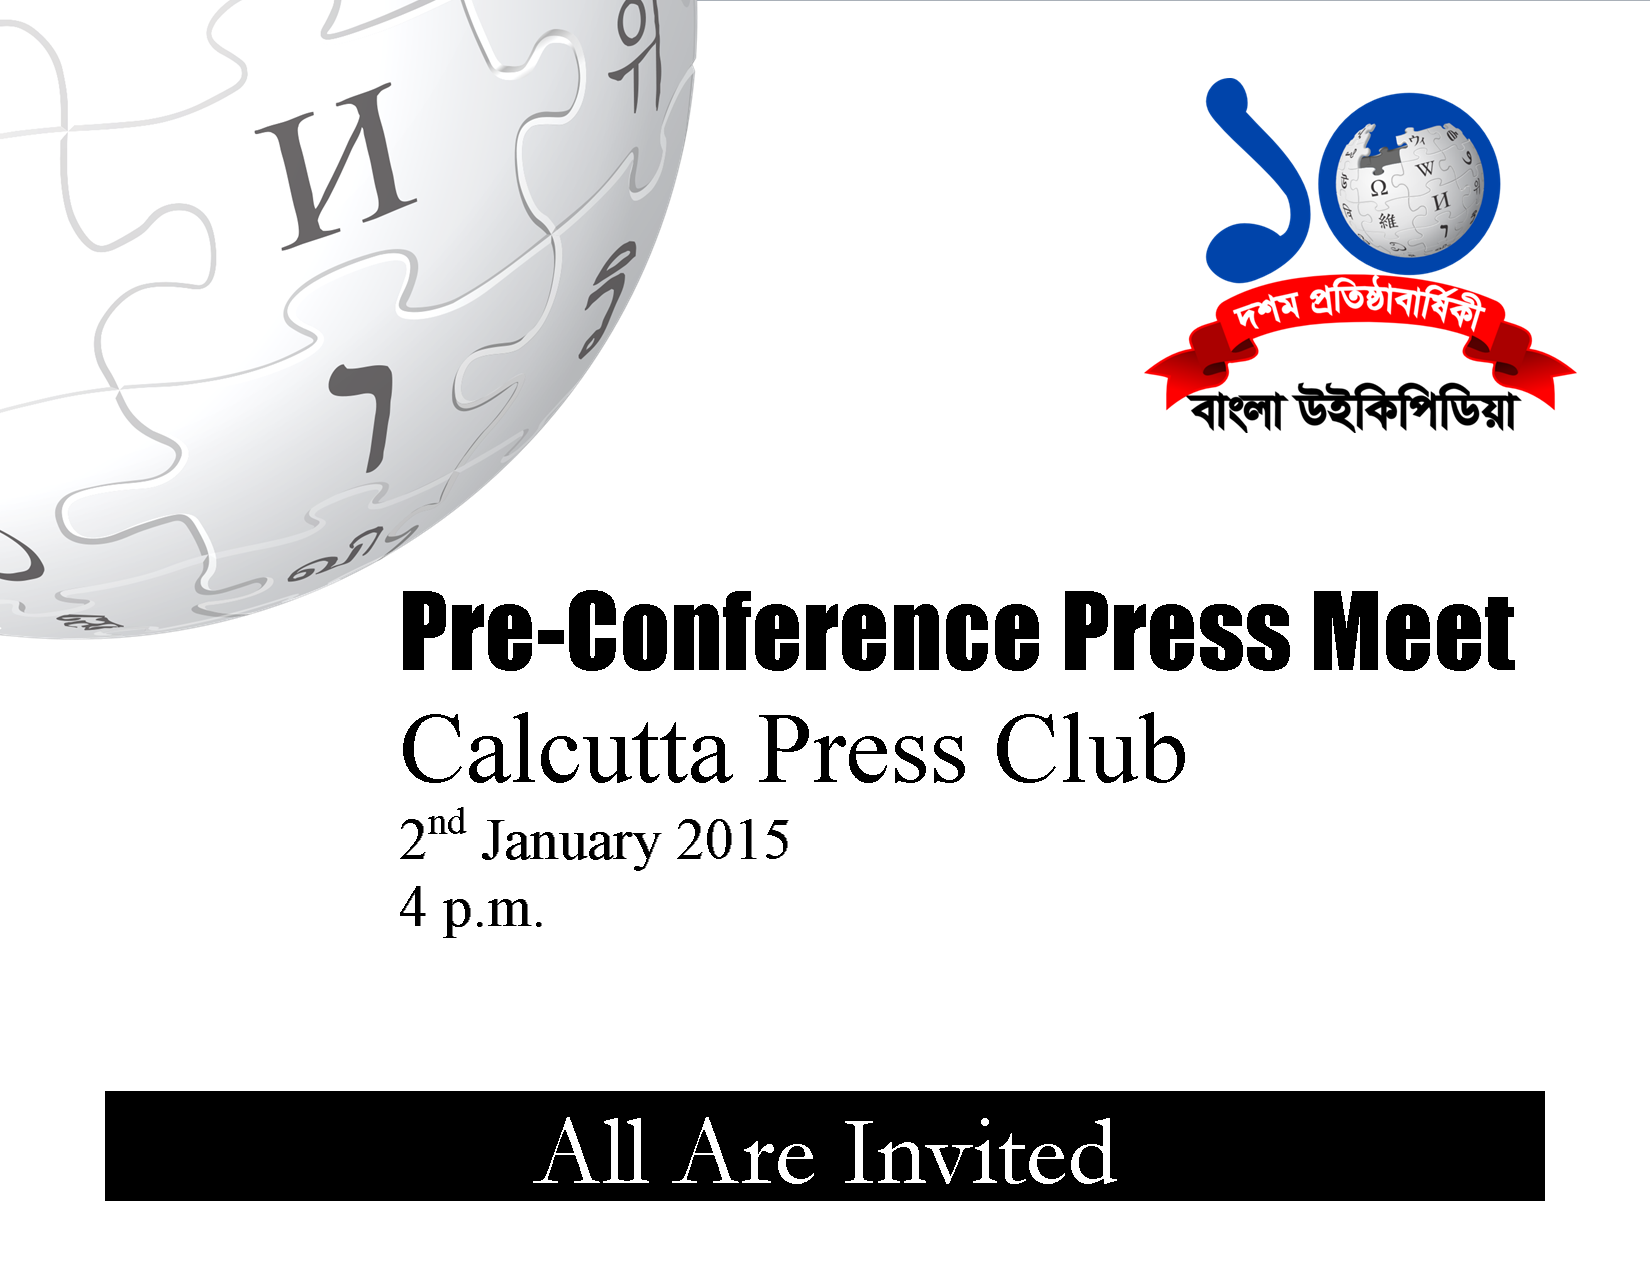 ১০
দশম প্রতিষ্ঠাবার্ষিকী
বাংলা উইকিপিডিয়া
Pre-Conference Press Meet
Calcutta Press Club
2nd January 2015
4 p.m.
All Are Invited